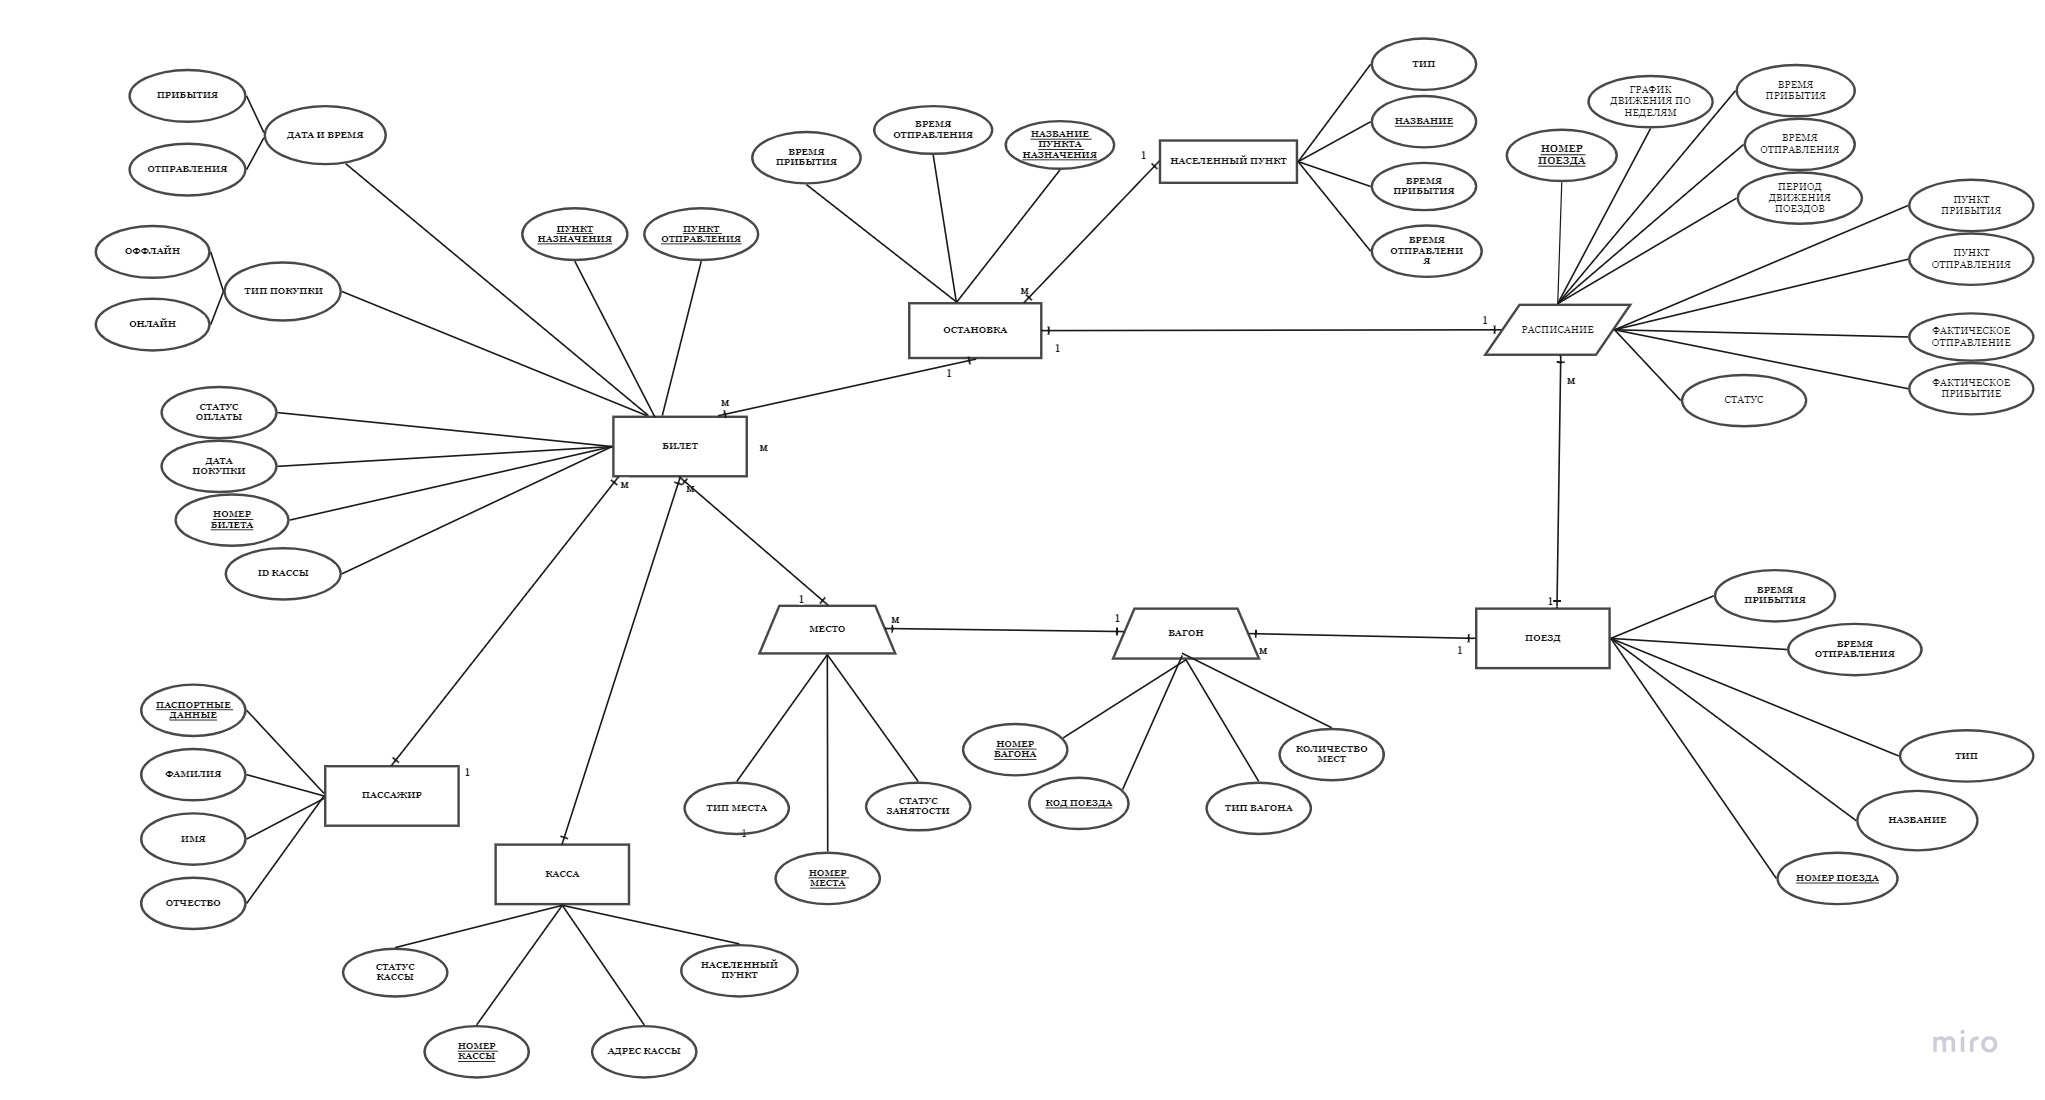 ПРИБЫТИЯ
ДАТА И ВРЕМЯ
ОТПРАВЛЕНИЯ
ОФФЛАЙН
ТИП ПОКУПКИ
ОНЛАЙН
ПУНКТ
НАЗНАЧЕНИЯ
ПУНКТ
ОТПРАВЛЕНИЯ
ВРЕМЯ
ПРИБЫТИЯ
ВРЕМЯ
ОТПРАВЛЕНИЯ
НАЗВАНИЕ
ПУНКТА
НАЗНАЧЕНИЯ
1
НАСЕЛЕННЫЙ ПУНКТ
ТИП
НАЗВАНИЕ
ВРЕМЯ
ПРИБЫТИЯ
ВРЕМЯ
ОТПРАВЛЕНИ
Я
НОМЕР
ПОЕЗДА
ГРАФИК
ДВИЖЕНИЯ ПО
НЕДЕЛЯМ
ВРЕМЯ
ПРИБЫТИЯ
ВРЕМЯ
ОТПРАВЛЕНИЯ
ПЕРИОД
ДВИЖЕНИЯ
ПОЕЗДОВ
ПУНКТ
ПРИБЫТИЯ
ПУНКТ
ОТПРАВЛЕНИЯ
ФАКТИЧЕСКОЕ
ОТПРАВЛЕНИЕ
ФАКТИЧЕСКОЕ
ПРИБЫТИЕ
СТАТУС
М
ОСТАНОВКА
1
1
1
РАСПИСАНИЕ
М
СТАТУС
ОПЛАТЫ
ДАТА
ПОКУПКИ
НОМЕР
БИЛЕТА
ID КАССЫ
М
БИЛЕТ
М
М
М
1
МЕСТО
М
1
ВАГОН
М
1
1
ПОЕЗД
ВРЕМЯ
ПРИБЫТИЯ
ВРЕМЯ
ОТПРАВЛЕНИЯ
ТИП
НАЗВАНИЕ
НОМЕР ПОЕЗДА
ПАСПОРТНЫЕ
ДАННЫЕ
ФАМИЛИЯ
ИМЯ
ОТЧЕСТВО
ПАССАЖИР
1
ТИП МЕСТА
1
НОМЕР
МЕСТА
СТАТУС
ЗАНЯТОСТИ
НОМЕР
ВАГОНА
КОД ПОЕЗДА
ТИП ВАГОНА
КОЛИЧЕСТВО
МЕСТ
КАССА
СТАТУС
КАССЫ
НОМЕР
КАССЫ
АДРЕС КАССЫ
НАСЕЛЕННЫЙ
ПУНКТ
miro